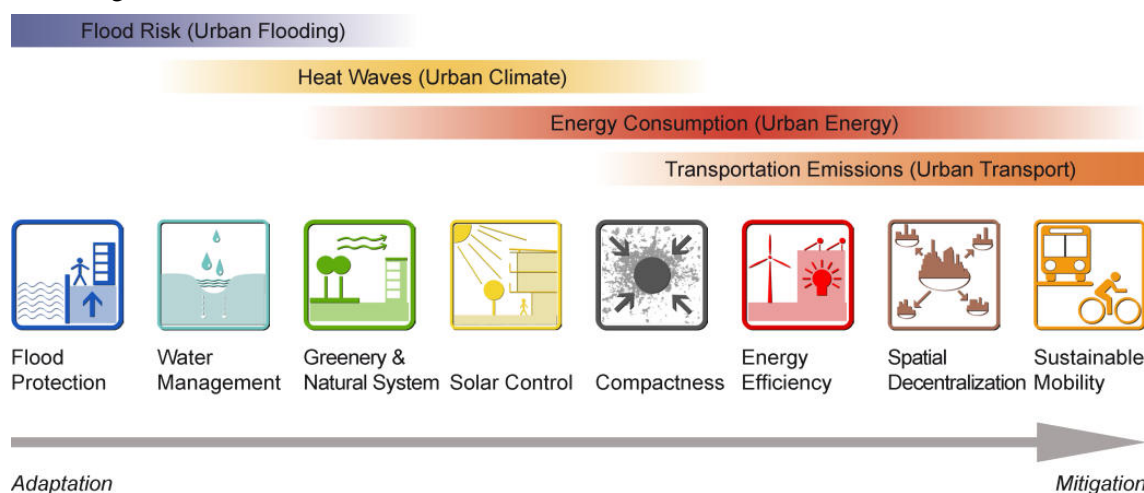 Flood Risk (Urban Flooding)
Heat Waves (Urban Climate)
Energy Consumption (Urban Energy)
Transportation Emissions (Urban Transport)
Flood
Protection
Water
Management
Greenery &
Natural System
Solar Control
Compactness
Energy
Efficiency
Spatial
Decentralization
Sustainable
Mobility
Adaptation
Mitigation